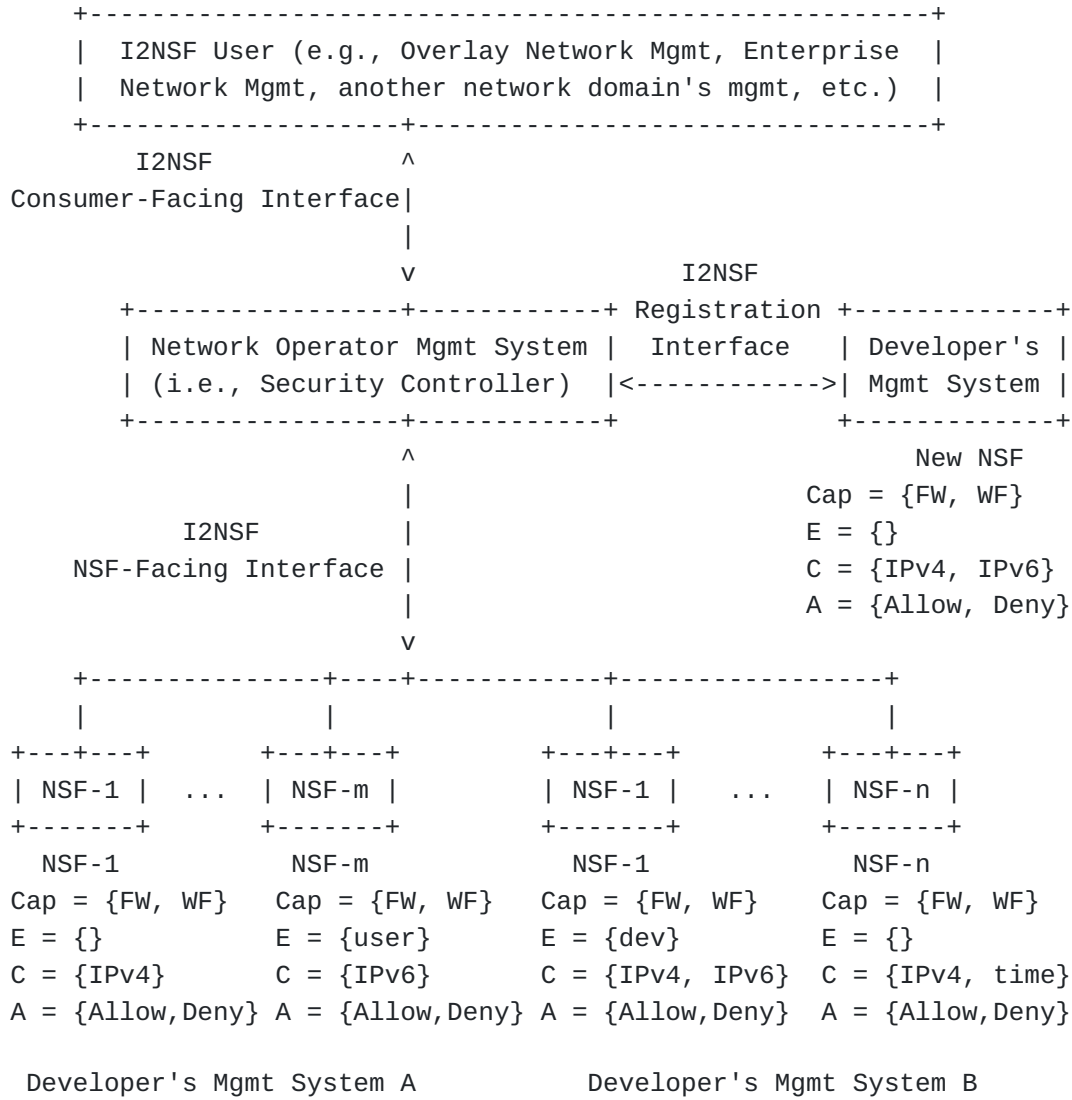 +------------------------------------------------------+
    |  I2NSF User (e.g., Overlay Network Mgmt, Enterprise  |
    |  Network Mgmt, another network domain's mgmt, etc.)  |
    +--------------------+---------------------------------+
        I2NSF            ^
Consumer-Facing Interface|
                         |
                         v                 I2NSF
       +-----------------+------------+ Registration +-------------+
       | Network Operator Mgmt System |  Interface   | Developer's |
       | (i.e., Security Controller)  |<------------>| Mgmt System |
       +-----------------+------------+              +-------------+
                         ^                                New NSF
                         |                         Cap = {FW, WF}
           I2NSF         |                         E = {}
    NSF-Facing Interface |                         C = {IPv4, IPv6}
                         |                         A = {Allow, Deny}
                         v
    +---------------+----+------------+-----------------+
    |               |                 |                 |
+---+---+       +---+---+         +---+---+         +---+---+
| NSF-1 |  ...  | NSF-m |         | NSF-1 |   ...   | NSF-n |
+-------+       +-------+         +-------+         +-------+
  NSF-1           NSF-m             NSF-1             NSF-n
Cap = {FW, WF}   Cap = {FW, WF}   Cap = {FW, WF}    Cap = {FW, WF}
E = {}           E = {user}       E = {dev}         E = {}
C = {IPv4}       C = {IPv6}       C = {IPv4, IPv6}  C = {IPv4, time}
A = {Allow,Deny} A = {Allow,Deny} A = {Allow,Deny}  A = {Allow,Deny}

 Developer's Mgmt System A           Developer's Mgmt System B